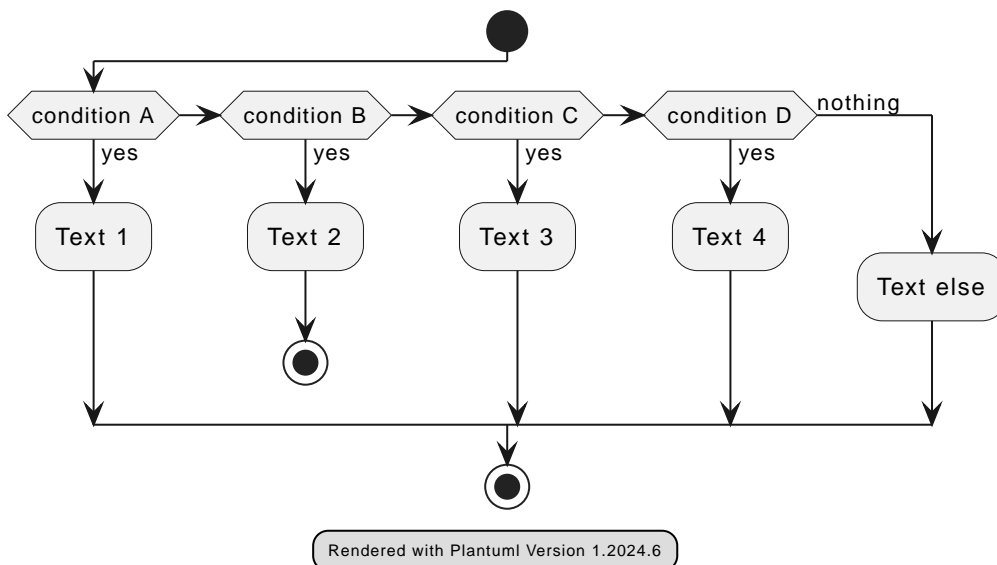 condition A
condition B
condition C
condition D
nothing
yes
yes
yes
yes
Text 1
Text 2
Text 3
Text 4
Text else
Rendered with Plantuml Version 1.2024.6